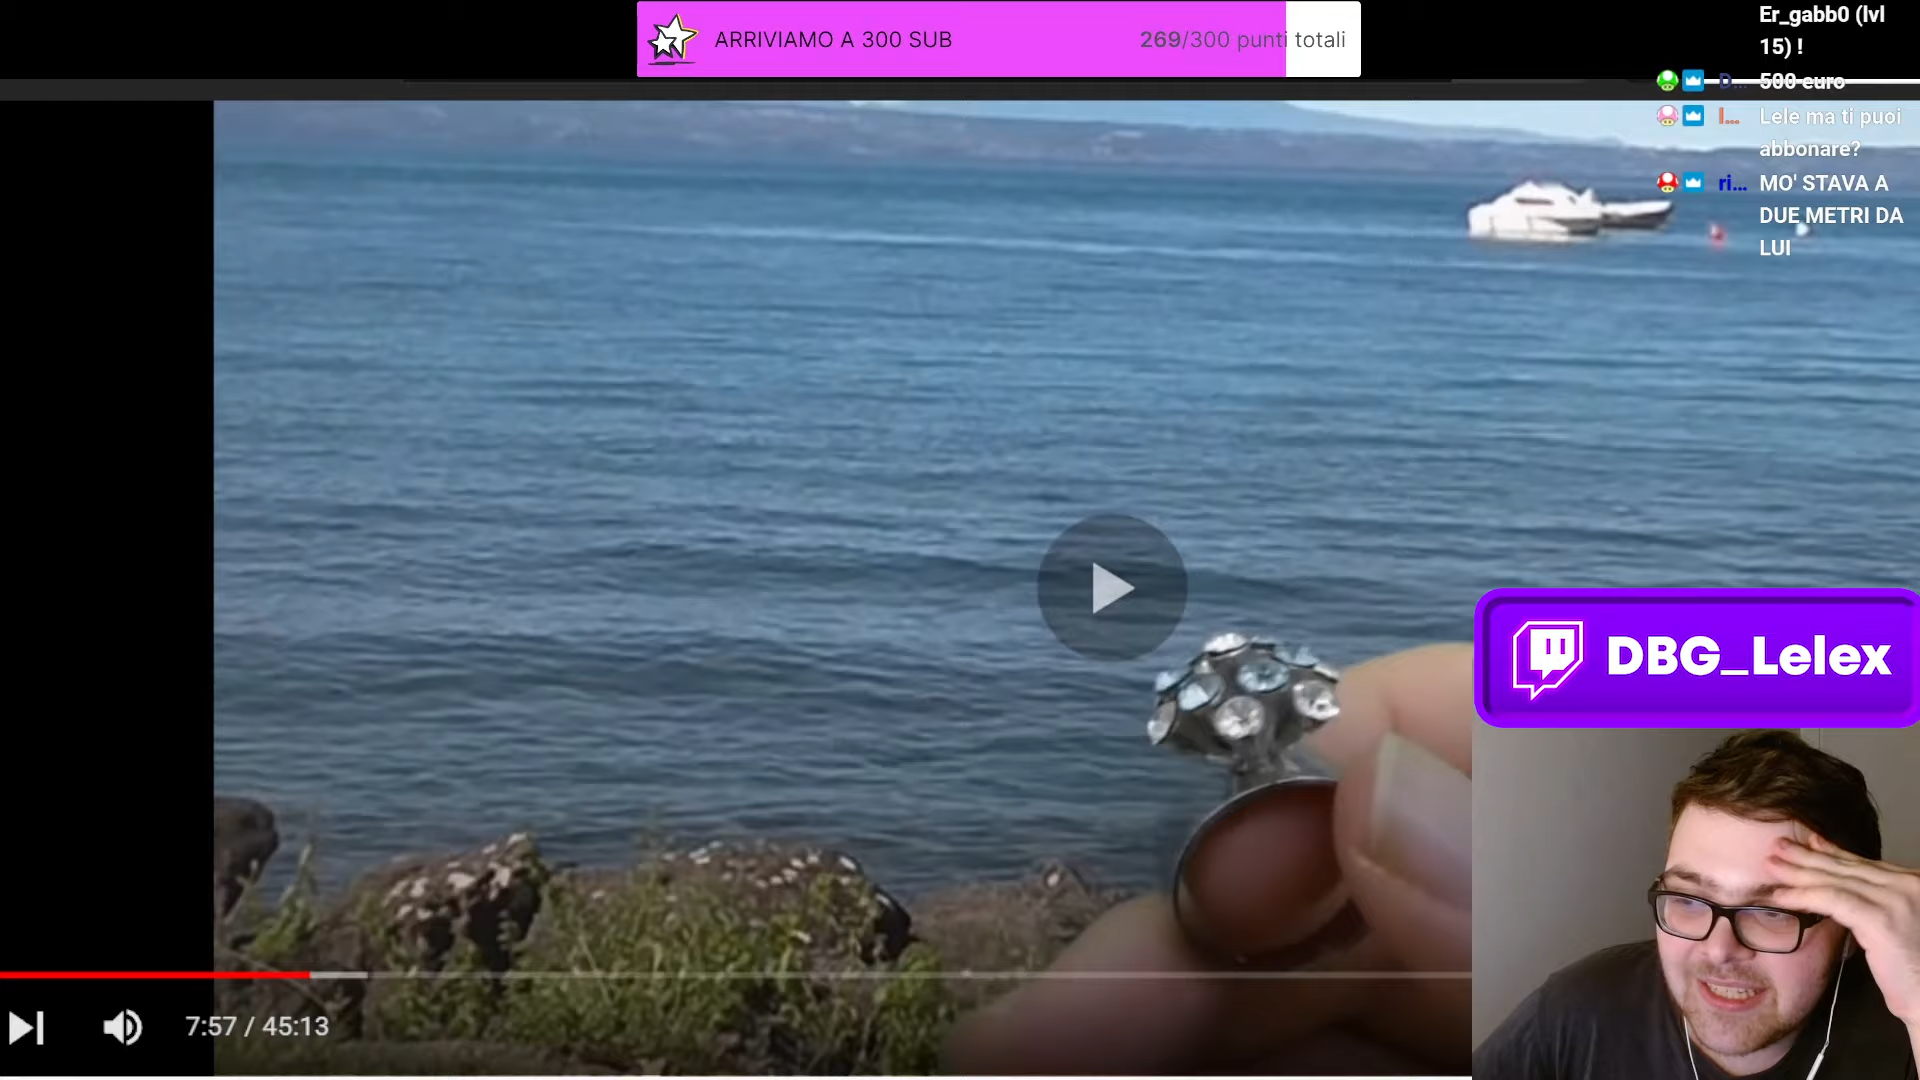 ARRIVIAMO A 300 SUB
269/300 punti totali
Er_gabb0 (lvl
15) !
D... 500 euro
l... Lele ma ti puoi
abbonare?
ri... MO' STAVA A
DUE METRI DA
LUI
DBG_Lelex
7:57 / 45:13